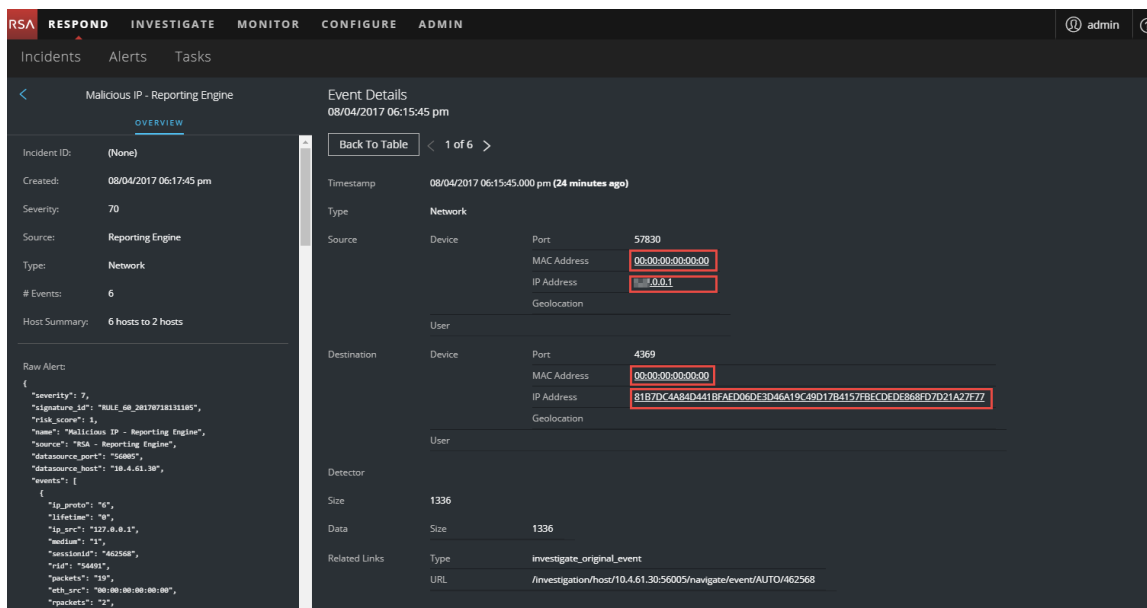 RSA RESPOND INVESTIGATE MONITOR CONFIGURE ADMIN admin
Incidents Alerts Tasks
Malicious IP - Reporting Engine
OVERVIEW
Incident ID: (None)
Created: 08/04/2017 06:17:45 pm
Severity: 70
Source: Reporting Engine
Type: Network
# Events: 6
Host Summary: 6 hosts to 2 hosts
Raw Alert:
{
"severity": 7,
"signature_id": "RULE_60_20170718131105",
"risk_score": 1,
"name": "Malicious IP - Reporting Engine",
"source": "RSA - Reporting Engine",
"datasource_port": "56005",
"datasource_host": "10.4.61.30",
"events": [
{
"ip_proto": "6",
"lifetime": "0",
"ip_src": "127.0.0.1",
"medium": "1",
"sessionid": "462568",
"rid": "54491",
"packets": "19",
"eth_src": "00:00:00:00:00:00",
"rpackets": "2",
Event Details
08/04/2017 06:15:45 pm
Back To Table < 1 of 6 >
Timestamp 08/04/2017 06:15:45.000 pm (24 minutes ago)
Type Network
Source Device Port 57830
MAC Address 00:00:00:00:00:00
IP Address .0.0.1
Geolocation
User
Destination Device Port 4369
MAC Address 00:00:00:00:00:00
IP Address 81B7DC4A84D441BFAED06DE3D46A19C49D17B4157FBECDEDE868FD7D21A27F77
Geolocation
User
Detector
Size 1336
Data Size 1336
Related Links Type investigate_original_event
URL /investigation/host/10.4.61.30:56005/navigate/event/AUTO/462568